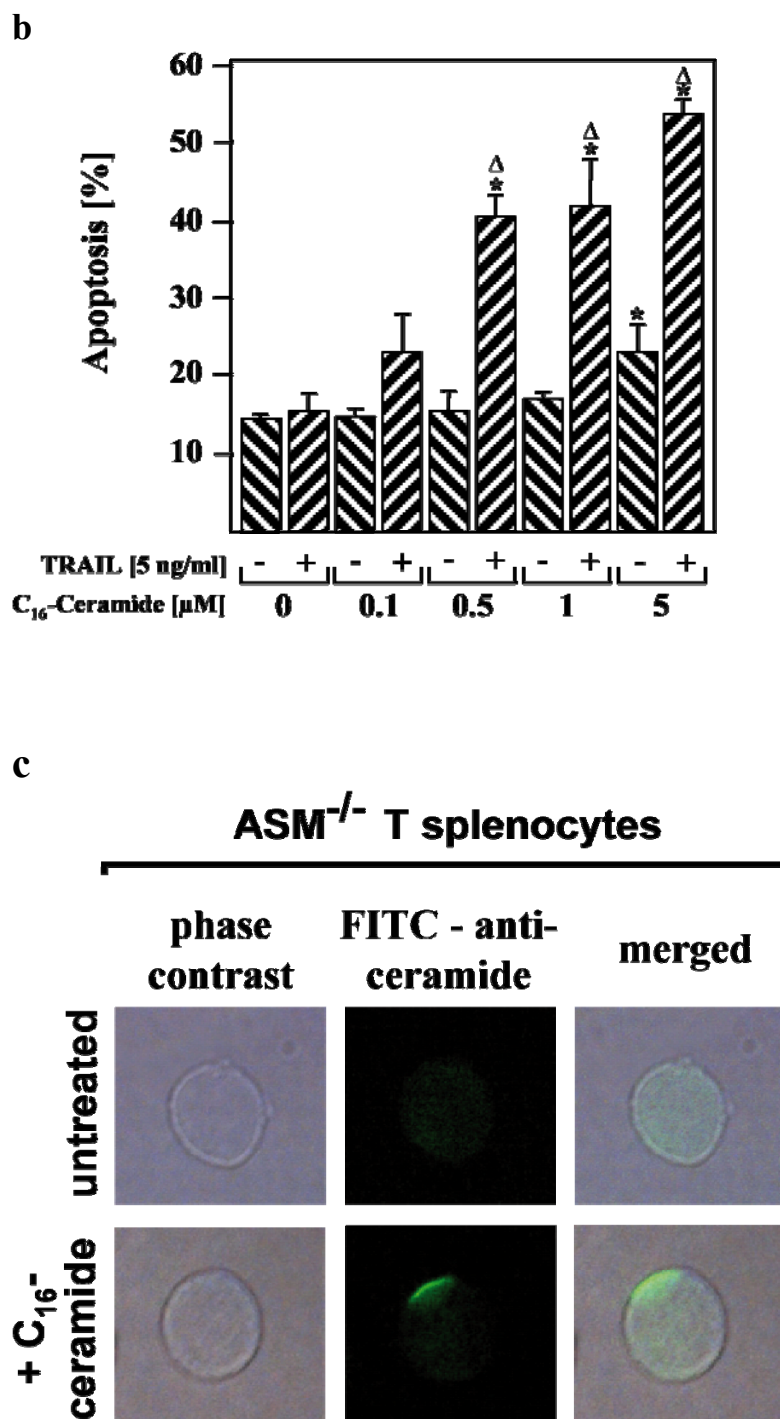 b
60
50
40
30
20
10
Apoptosis [%]
Δ
*
Δ
*
Δ
*
*
TRAIL [5 ng/ml] - + - + - + - + - +
C₁₆-Ceramide [µM] 0 0.1 0.5 1 5
c
ASM⁻/⁻ T splenocytes
phase
contrast
FITC - anti-
ceramide
merged
untreated
+ C₁₆-
ceramide